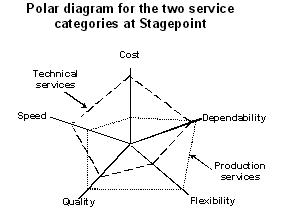 Polar diagram for the two service
categories at Stagepoint
Cost
Technical
services
Speed
Dependability
Production
services
Quality
Flexibility